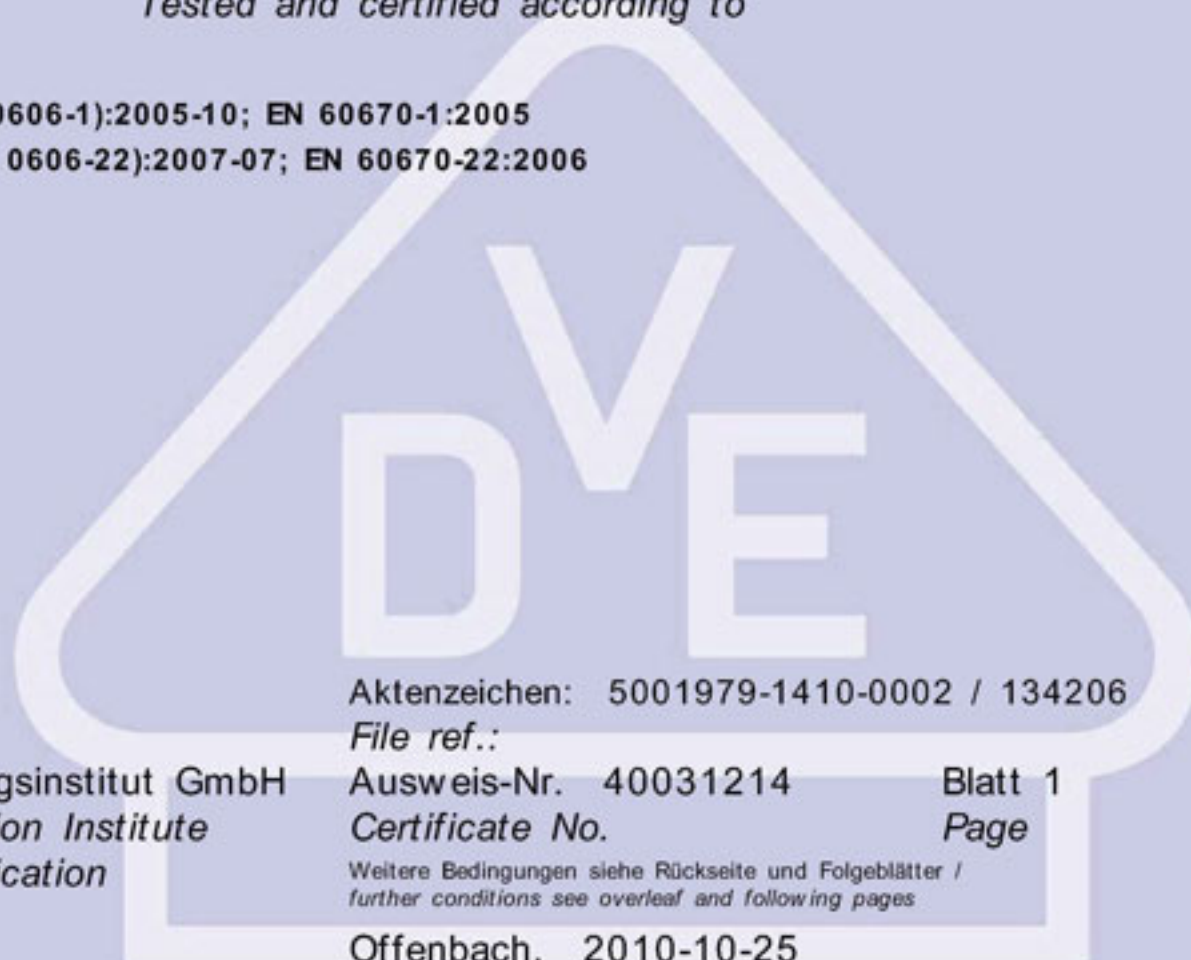 Tested and certified according to
0606-1):2005-10; EN 60670-1:2005
0606-22):2007-07; EN 60670-22:2006
V
D E
Aktenzeichen: 5001979-1410-0002 / 134206
File ref.:
gsinstitut GmbH Ausweis-Nr. 40031214 Blatt 1
on Institute Certificate No. Page
ication Weitere Bedingungen siehe Rückseite und Folgeblätter /
further conditions see overleaf and following pages
Offenbach, 2010-10-25